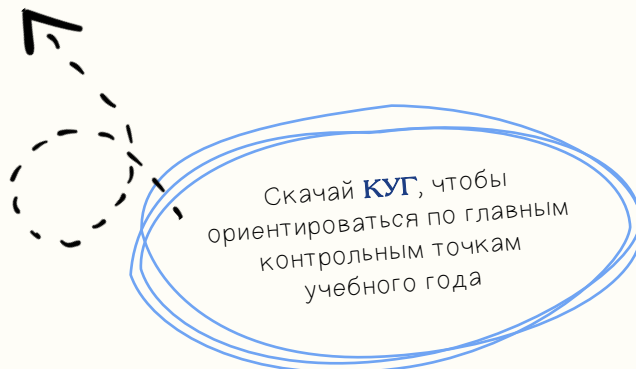 Скачай КУГ, чтобы
ориентироваться по главным
контрольным точкам
учебного года